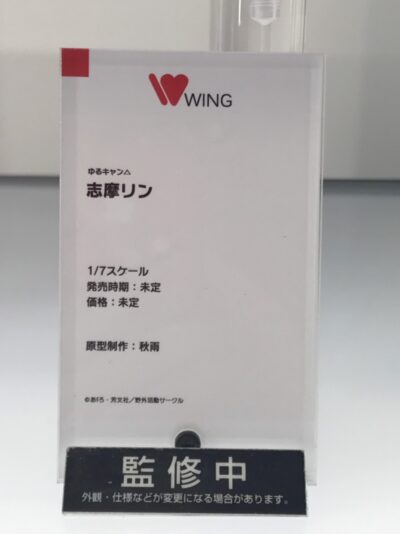 WING
ゆるキャン△
志摩リン
1/7スケール
発売時期：未定
価格：未定
原型制作：秋雨
©あfろ・芳文社／野外活動サークル
監修中
外観・仕様などが変更になる場合があります。